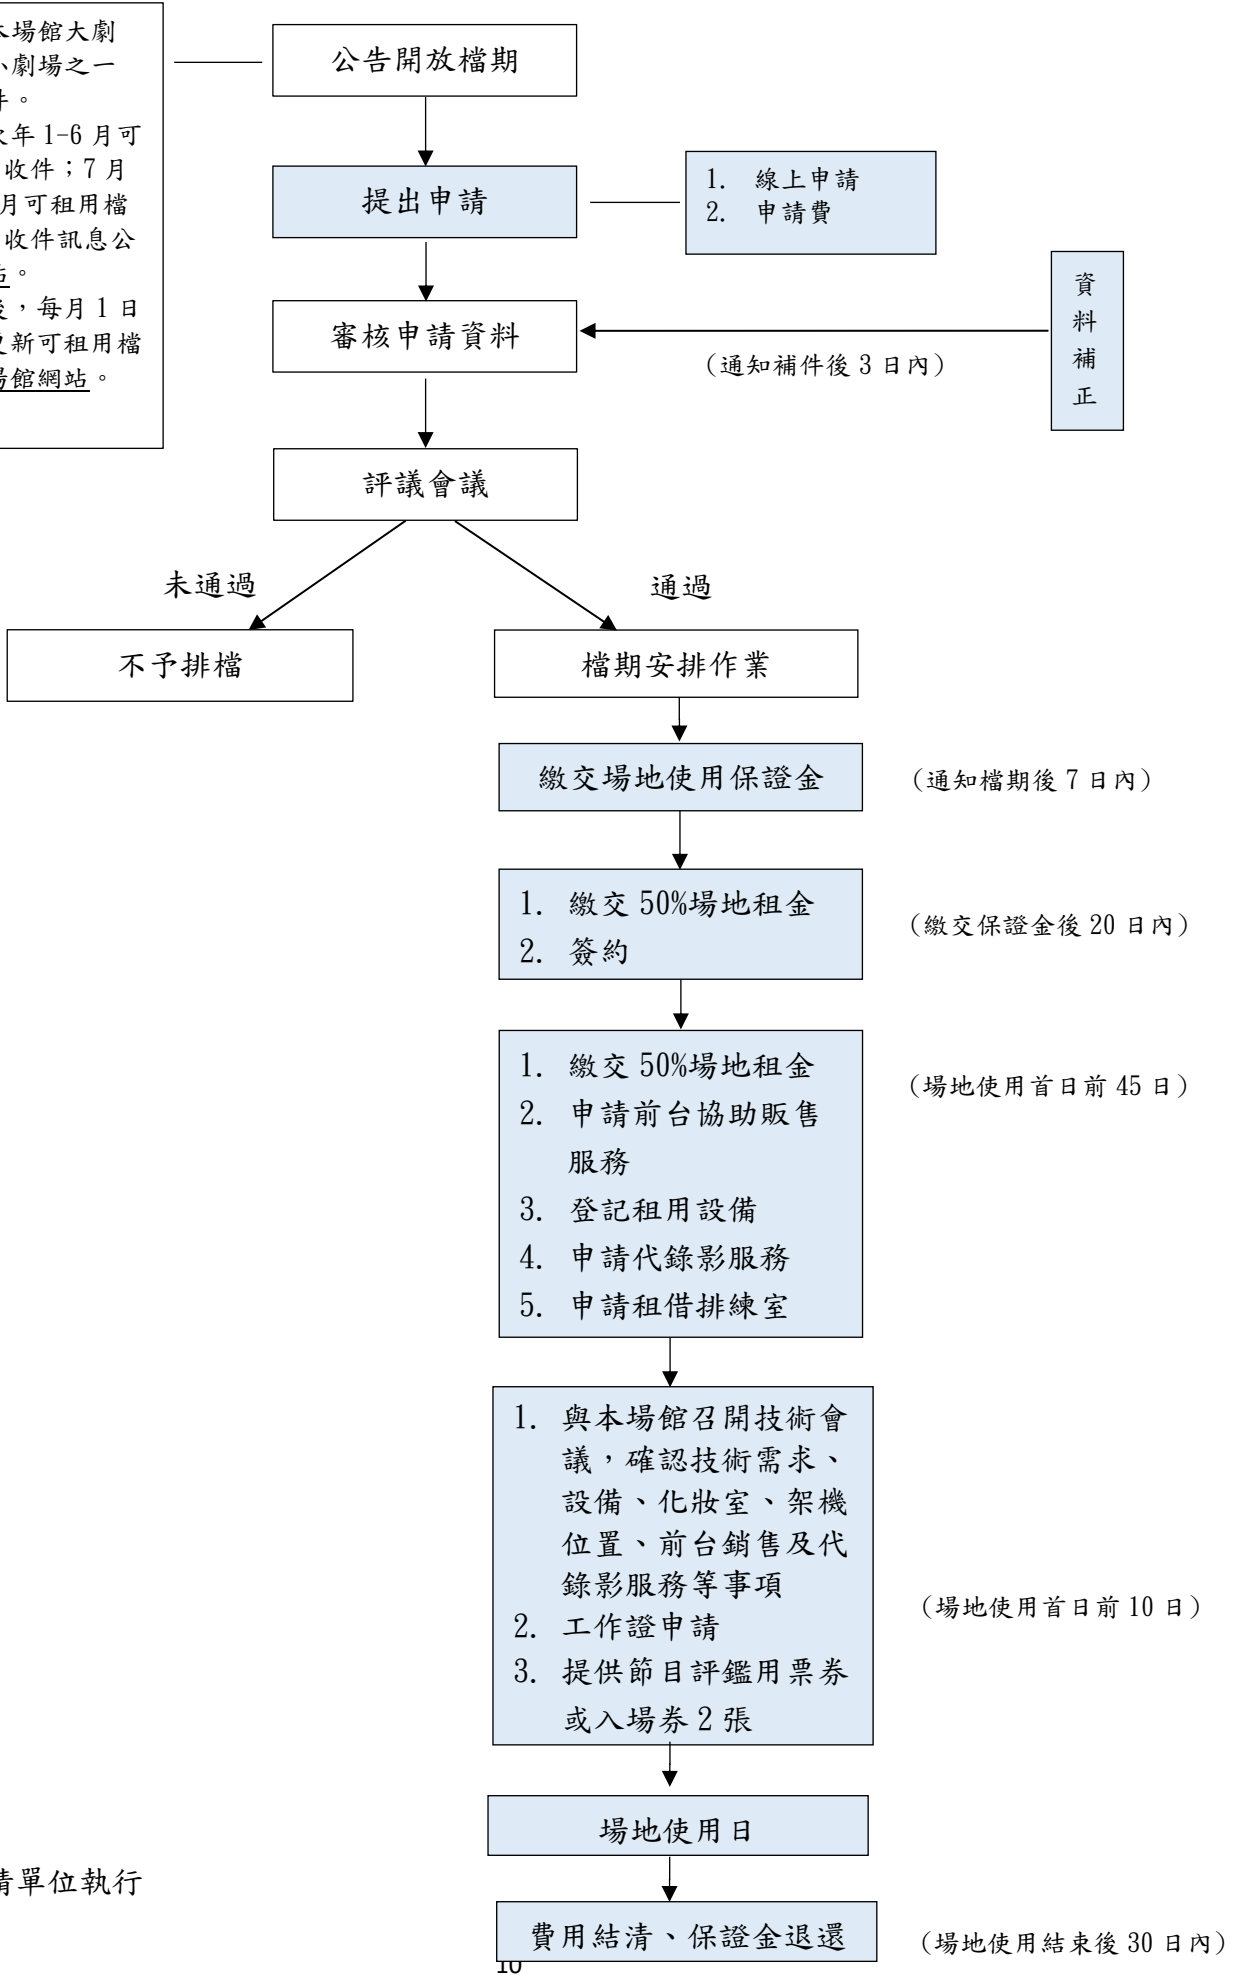 本場館大劇
小劇場之一
件。
次年 1-6 月可
收件；7 月
月可租用檔
收件訊息公
站。
後，每月 1 日
更新可租用檔
場館網站。
公告開放檔期
提出申請
1. 線上申請
2. 申請費
審核申請資料
（通知補件後 3 日內）
資
料
補
正
評議會議
未通過
通過
不予排檔
檔期安排作業
繳交場地使用保證金
（通知檔期後 7 日內）
1. 繳交 50%場地租金
2. 簽約
（繳交保證金後 20 日內）
1. 繳交 50%場地租金
2. 申請前台協助販售
服務
3. 登記租用設備
4. 申請代錄影服務
5. 申請租借排練室
（場地使用首日前 45 日）
1. 與本場館召開技術會
議，確認技術需求、
設備、化妝室、架機
位置、前台銷售及代
錄影服務等事項
2. 工作證申請
3. 提供節目評鑑用票券
或入場券 2 張
（場地使用首日前 10 日）
場地使用日
請單位執行
費用結清、保證金退還
（場地使用結束後 30 日內）
10